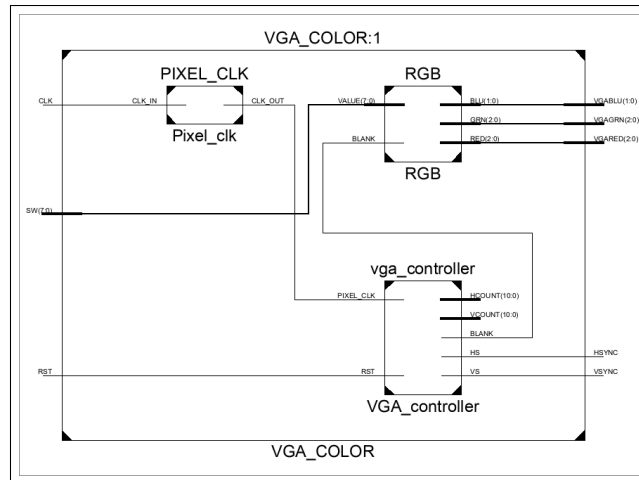 VGA_COLOR:1
PIXEL_CLK
RGB
CLK
CLK_IN
CLK_OUT
VALUE(7:0)
BLU(1:0)
VGABLU(1:0)
GRN(2:0)
VGAGRN(2:0)
Pixel_clk
BLANK
RED(2:0)
VGARED(2:0)
RGB
SW(7:0)
vga_controller
PIXEL_CLK
HCOUNT(10:0)
VCOUNT(10:0)
BLANK
HS
HSYNC
RST
RST
VS
VSYNC
VGA_controller
VGA_COLOR